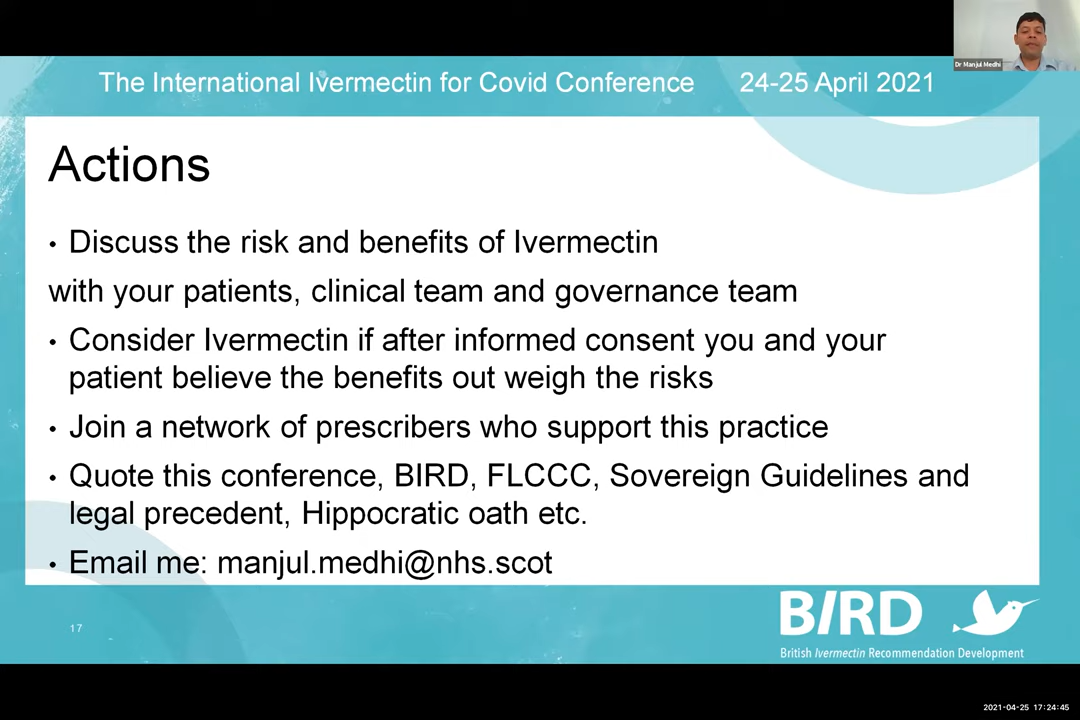 Dr Manjul Medhi
The International Ivermectin for Covid Conference 24-25 April 2021
Actions
• Discuss the risk and benefits of Ivermectin
with your patients, clinical team and governance team
• Consider Ivermectin if after informed consent you and your
patient believe the benefits out weigh the risks
• Join a network of prescribers who support this practice
• Quote this conference, BIRD, FLCCC, Sovereign Guidelines and
legal precedent, Hippocratic oath etc.
• Email me: manjul.medhi@nhs.scot
17
BIRD
British Ivermectin Recommendation Development
2021-04-25 17:24:45